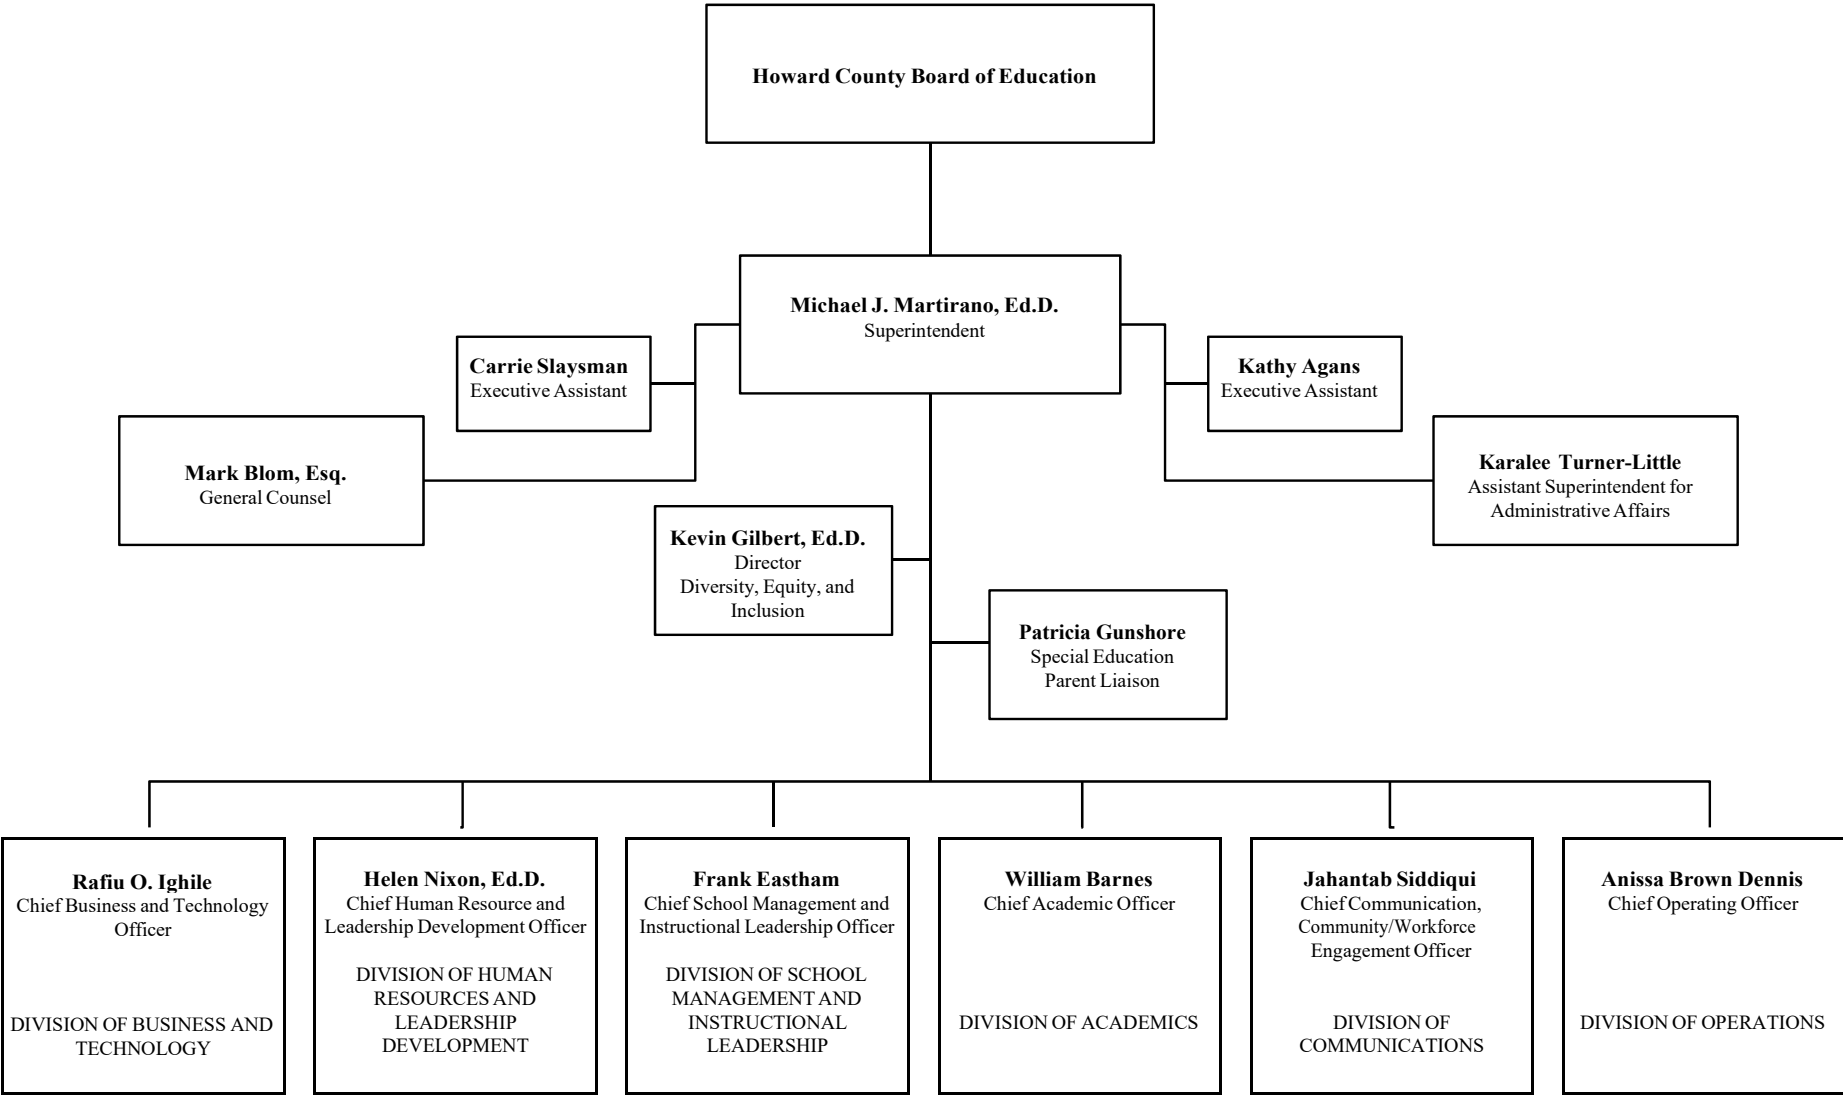 Howard County Board of Education
Michael J. Martirano, Ed.D.
Superintendent
Carrie Slaysman
Executive Assistant
Kathy Agans
Executive Assistant
Mark Blom, Esq.
General Counsel
Karalee Turner-Little
Assistant Superintendent for
Administrative Affairs
Kevin Gilbert, Ed.D.
Director
Diversity, Equity, and
Inclusion
Patricia Gunshore
Special Education
Parent Liaison
Rafiu O. Ighile
Chief Business and Technology
Officer
DIVISION OF BUSINESS AND
TECHNOLOGY
Helen Nixon, Ed.D.
Chief Human Resource and
Leadership Development Officer
DIVISION OF HUMAN
RESOURCES AND
LEADERSHIP
DEVELOPMENT
Frank Eastham
Chief School Management and
Instructional Leadership Officer
DIVISION OF SCHOOL
MANAGEMENT AND
INSTRUCTIONAL
LEADERSHIP
William Barnes
Chief Academic Officer
DIVISION OF ACADEMICS
Jahantab Siddiqui
Chief Communication,
Community/Workforce
Engagement Officer
DIVISION OF
COMMUNICATIONS
Anissa Brown Dennis
Chief Operating Officer
DIVISION OF OPERATIONS